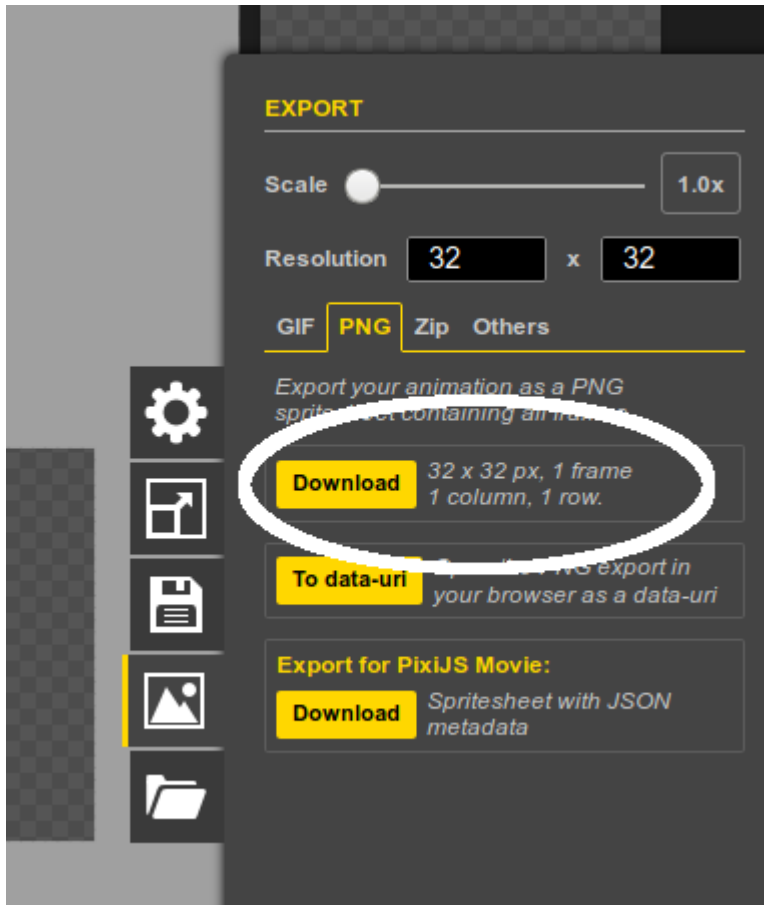 EXPORT
Scale 1.0x
Resolution 32 x 32
GIF PNG Zip Others
Export your animation as a PNG
containing all
Download 32 x 32 px, 1 frame
1 column, 1 row.
To data-uri PNG export in
your browser as a data-uri
Export for PixiJS Movie:
Download Spritesheet with JSON
metadata